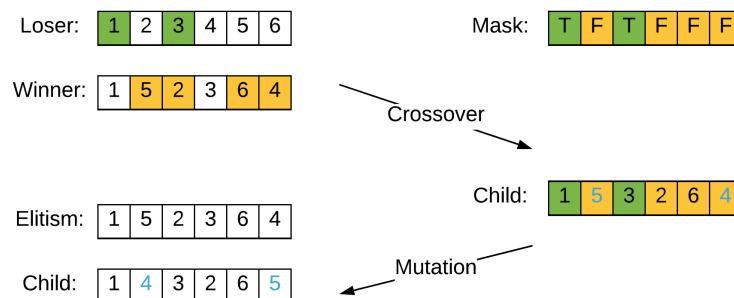 Loser: 1 2 3 4 5 6
Mask: T F T F F F
Winner: 1 5 2 3 6 4
Crossover
Child: 1 5 3 2 6 4
Elitism: 1 5 2 3 6 4
Mutation
Child: 1 4 3 2 6 5